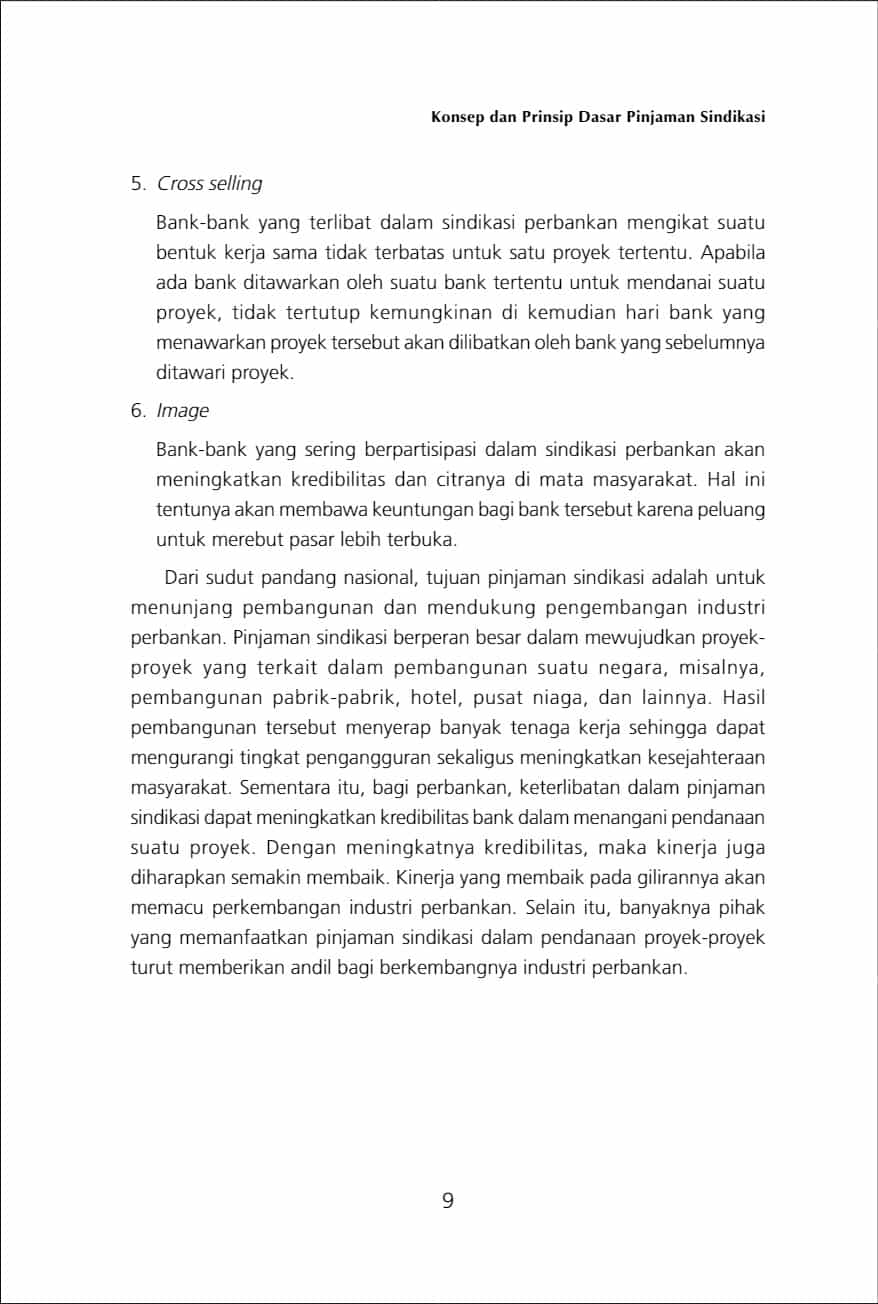 Konsep dan Prinsip Dasar Pinjaman Sindikasi
5. Cross selling
Bank-bank yang terlibat dalam sindikasi perbankan mengikat suatu
bentuk kerja sama tidak terbatas untuk satu proyek tertentu. Apabila
ada bank ditawarkan oleh suatu bank tertentu untuk mendanai suatu
proyek, tidak tertutup kemungkinan di kemudian hari bank yang
menawarkan proyek tersebut akan dilibatkan oleh bank yang sebelumnya
ditawari proyek.
6. Image
Bank-bank yang sering berpartisipasi dalam sindikasi perbankan akan
meningkatkan kredibilitas dan citranya di mata masyarakat. Hal ini
tentunya akan membawa keuntungan bagi bank tersebut karena peluang
untuk merebut pasar lebih terbuka.
Dari sudut pandang nasional, tujuan pinjaman sindikasi adalah untuk
menunjang pembangunan dan mendukung pengembangan industri
perbankan. Pinjaman sindikasi berperan besar dalam mewujudkan proyek-
proyek yang terkait dalam pembangunan suatu negara, misalnya,
pembangunan pabrik-pabrik, hotel, pusat niaga, dan lainnya. Hasil
pembangunan tersebut menyerap banyak tenaga kerja sehingga dapat
mengurangi tingkat pengangguran sekaligus meningkatkan kesejahteraan
masyarakat. Sementara itu, bagi perbankan, keterlibatan dalam pinjaman
sindikasi dapat meningkatkan kredibilitas bank dalam menangani pendanaan
suatu proyek. Dengan meningkatnya kredibilitas, maka kinerja juga
diharapkan semakin membaik. Kinerja yang membaik pada gilirannya akan
memacu perkembangan industri perbankan. Selain itu, banyaknya pihak
yang memanfaatkan pinjaman sindikasi dalam pendanaan proyek-proyek
turut memberikan andil bagi berkembangnya industri perbankan.
9